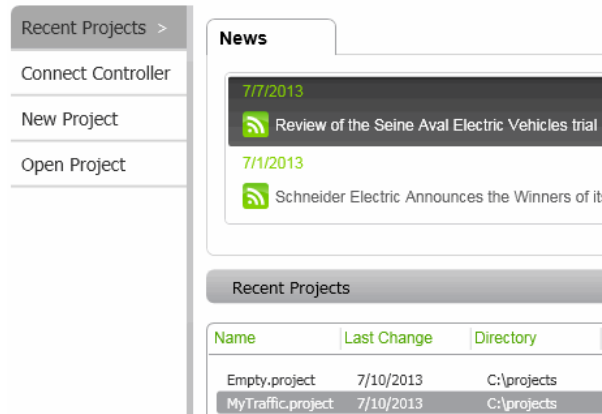 Recent Projects >
Connect Controller
New Project
Open Project
News
7/7/2013
Review of the Seine Aval Electric Vehicles trial
7/1/2013
Schneider Electric Announces the Winners of it
Recent Projects
Name Last Change Directory
Empty.project 7/10/2013 C:\projects
MyTraffic.project 7/10/2013 C:\projects